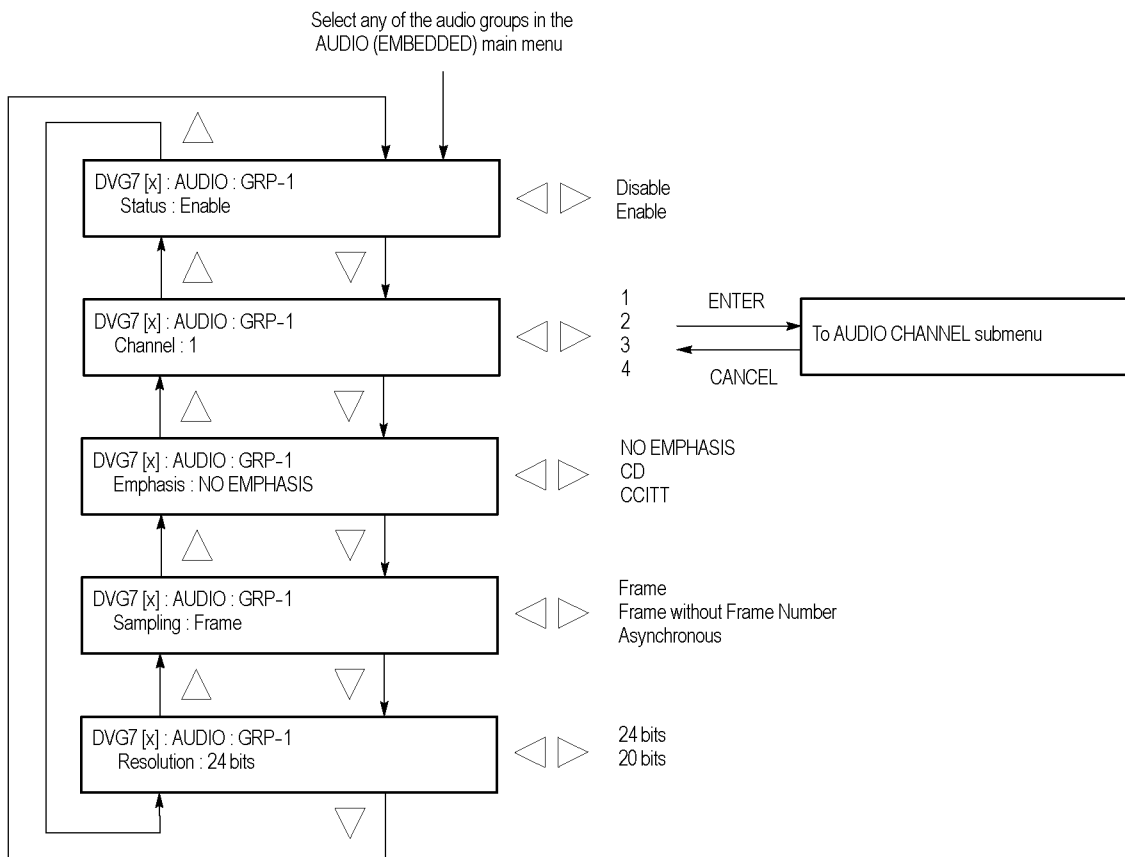 Select any of the audio groups in the
AUDIO (EMBEDDED) main menu
DVG7 [x] : AUDIO : GRP-1
Status : Enable
Disable
Enable
DVG7 [x] : AUDIO : GRP-1
Channel : 1
1
2
3
4
ENTER
CANCEL
To AUDIO CHANNEL submenu
DVG7 [x] : AUDIO : GRP-1
Emphasis : NO EMPHASIS
NO EMPHASIS
CD
CCITT
DVG7 [x] : AUDIO : GRP-1
Sampling : Frame
Frame
Frame without Frame Number
Asynchronous
DVG7 [x] : AUDIO : GRP-1
Resolution : 24 bits
24 bits
20 bits